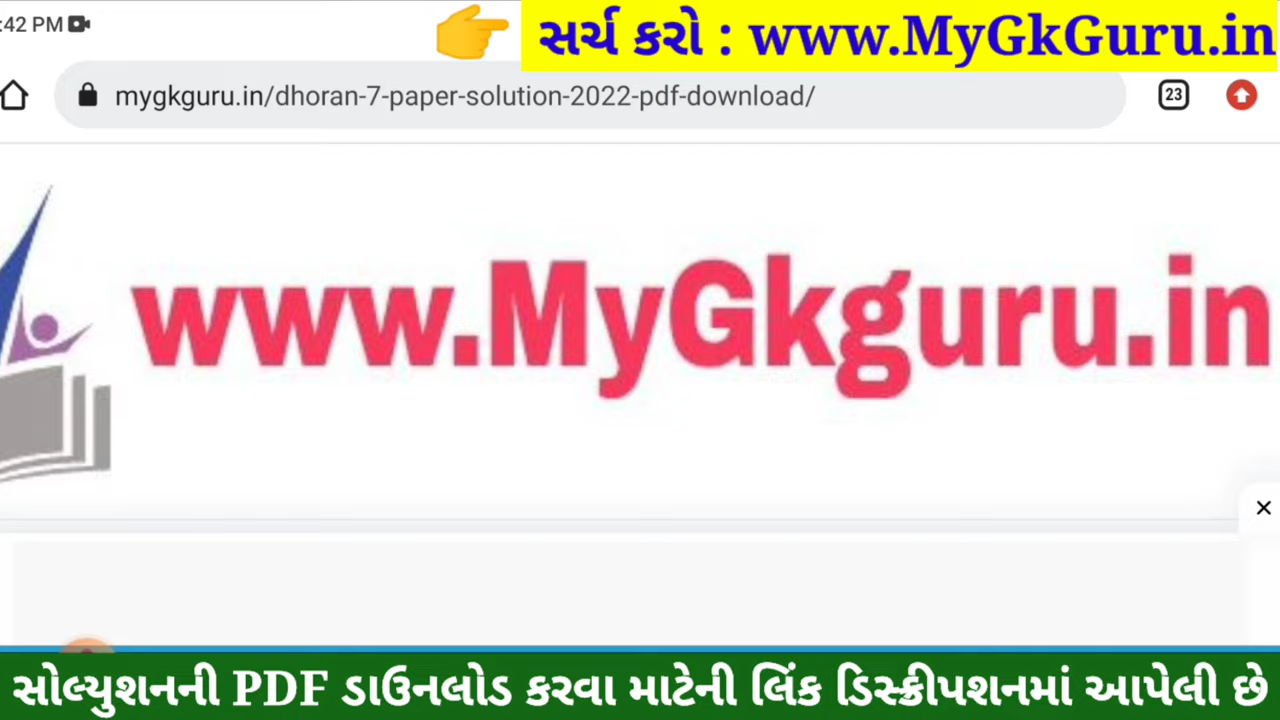 :42 PM
સર્ચ કરો : www.MyGkGuru.in
mygkguru.in/dhoran-7-paper-solution-2022-pdf-download/
23
www.MyGkguru.in
સોલ્યુશનની PDF ડાઉનલોડ કરવા માટેની લિંક ડિસ્ક્રીપશનમાં આપેલી છે